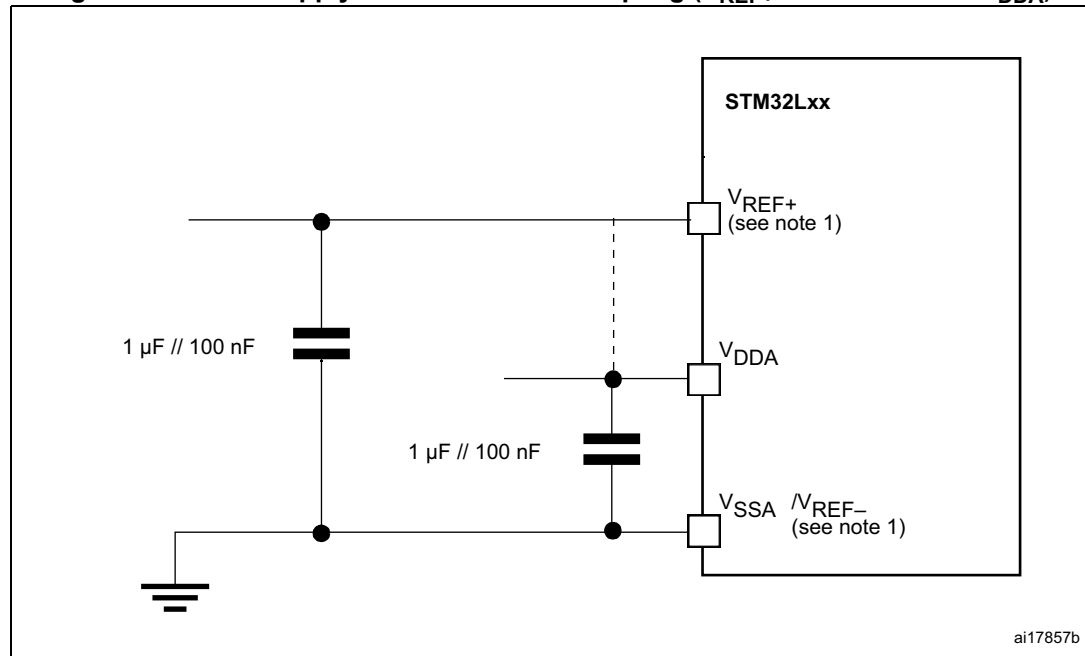 STM32Lxx
VREF+
(see note 1)
1 µF // 100 nF
VDDA
1 µF // 100 nF
VSSA /VREF–
(see note 1)
ai17857b